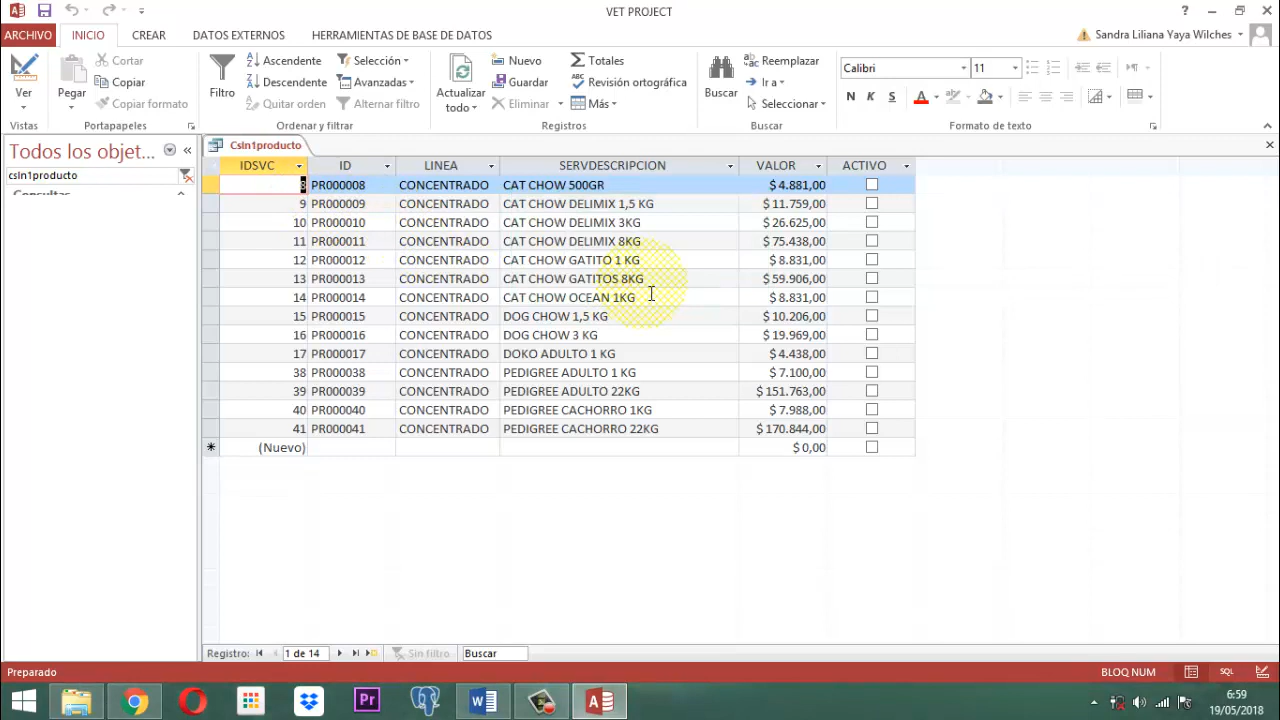 VET PROJECT
ARCHIVO INICIO CREAR DATOS EXTERNOS HERRAMIENTAS DE BASE DE DATOS Sandra Liliana Yaya Wilches
Ver
Vistas
Pegar
Cortar
Copiar
Copiar formato
Portapapeles
Filtro
Ascendente
Descendente
Quitar orden
Selección
Avanzadas
Alternar filtro
Ordenar y filtrar
Actualizar
todo
Nuevo
Guardar
Eliminar
Totales
Revisión ortográfica
Más
Registros
Buscar
Reemplazar
Ir a
Seleccionar
Buscar
Calibri 11
N K S A
Formato de texto
Todos los objet...
csln1producto
CsIn1producto
IDSVC ID LINEA SERVDESCRIPCION VALOR ACTIVO
8 PR000008 CONCENTRADO CAT CHOW 500GR $ 4.881,00
9 PR000009 CONCENTRADO CAT CHOW DELIMIX 1,5 KG $ 11.759,00
10 PR000010 CONCENTRADO CAT CHOW DELIMIX 3KG $ 26.625,00
11 PR000011 CONCENTRADO CAT CHOW DELIMIX 8KG $ 75.438,00
12 PR000012 CONCENTRADO CAT CHOW GATITO 1 KG $ 8.831,00
13 PR000013 CONCENTRADO CAT CHOW GATITOS 8KG $ 59.906,00
14 PR000014 CONCENTRADO CAT CHOW OCEAN 1KG $ 8.831,00
15 PR000015 CONCENTRADO DOG CHOW 1,5 KG $ 10.206,00
16 PR000016 CONCENTRADO DOG CHOW 3 KG $ 19.969,00
17 PR000017 CONCENTRADO DOKO ADULTO 1 KG $ 4.438,00
38 PR000038 CONCENTRADO PEDIGREE ADULTO 1 KG $ 7.100,00
39 PR000039 CONCENTRADO PEDIGREE ADULTO 22KG $ 151.763,00
40 PR000040 CONCENTRADO PEDIGREE CACHORRO 1KG $ 7.988,00
41 PR000041 CONCENTRADO PEDIGREE CACHORRO 22KG $ 170.844,00
(Nuevo) $ 0,00
Registro: 1 de 14 Sin filtro Buscar
Preparado BLOQ NUM SQL
Pr
6:59
19/05/2018